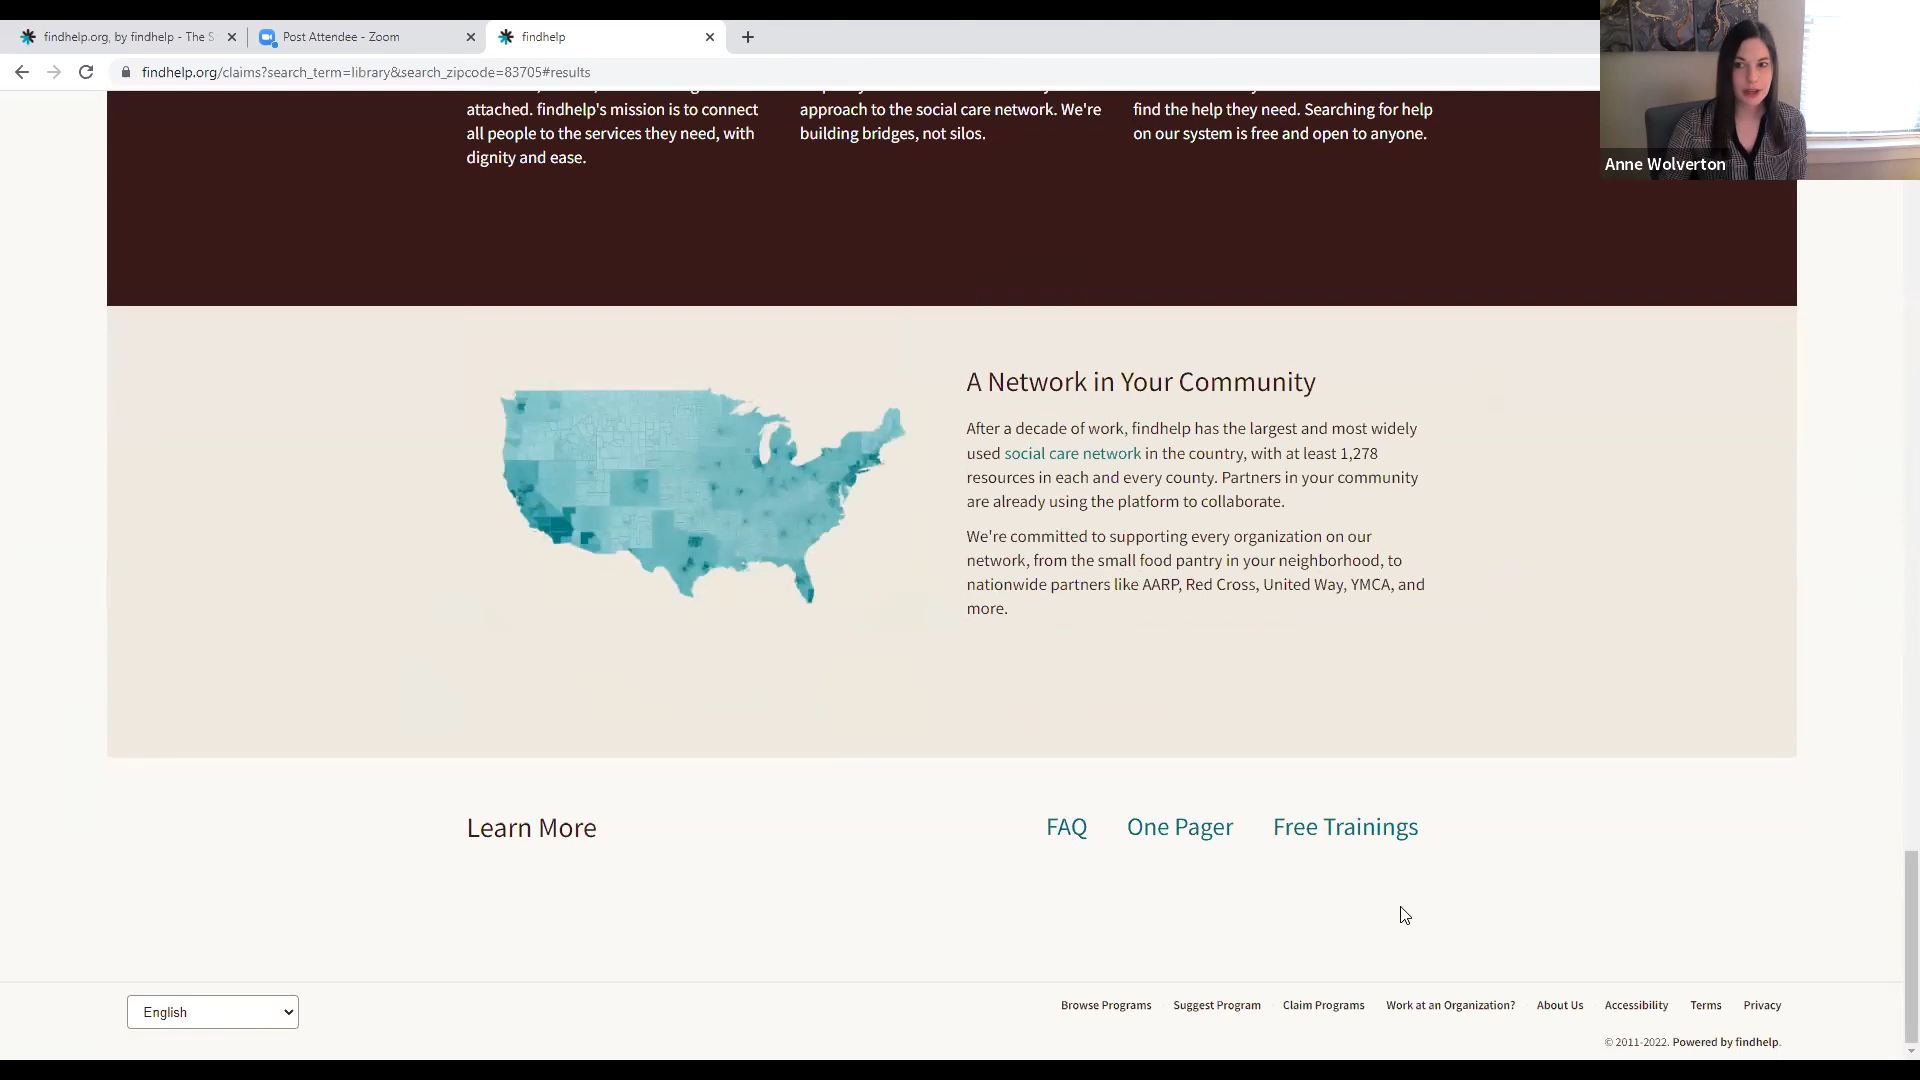 findhelp.org, by findhelp - The S
Post Attendee - Zoom
findhelp
findhelp.org/claims?search_term=library&search_zipcode=83705#results
Anne Wolverton
attached. findhelp's mission is to connect
all people to the services they need, with
dignity and ease.
approach to the social care network. We're
building bridges, not silos.
find the help they need. Searching for help
on our system is free and open to anyone.
A Network in Your Community
After a decade of work, findhelp has the largest and most widely
used social care network in the country, with at least 1,278
resources in each and every county. Partners in your community
are already using the platform to collaborate.
We're committed to supporting every organization on our
network, from the small food pantry in your neighborhood, to
nationwide partners like AARP, Red Cross, United Way, YMCA, and
more.
Learn More
FAQ
One Pager
Free Trainings
English
Browse Programs
Suggest Program
Claim Programs
Work at an Organization?
About Us
Accessibility
Terms
Privacy
© 2011-2022. Powered by findhelp.